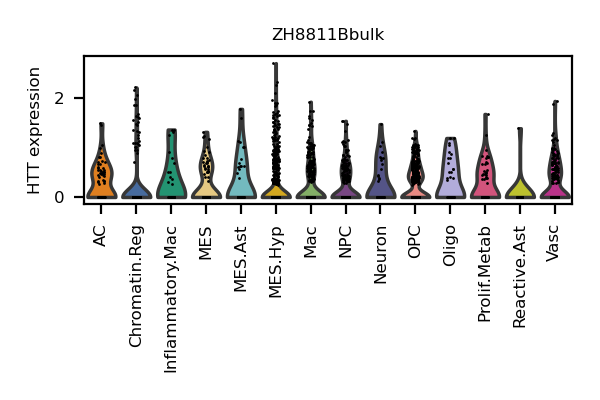 ZH8811Bbulk
HTT expression
2
0
AC
Chromatin.Reg
Inflammatory.Mac
MES
MES.Ast
MES.Hyp
Mac
NPC
Neuron
OPC
Oligo
Prolif.Metab
Reactive.Ast
Vasc